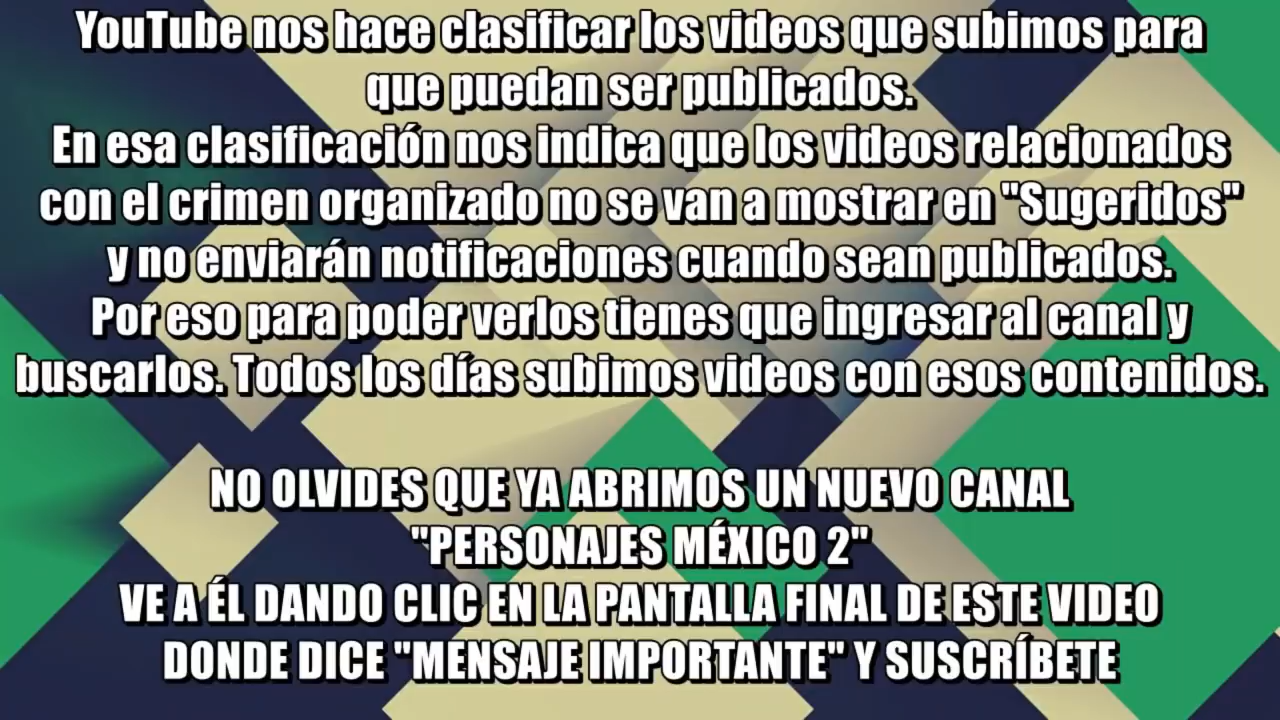 YouTube nos hace clasificar los videos que subimos para
que puedan ser publicados.
En esa clasificación nos indica que los videos relacionados
con el crimen organizado no se van a mostrar en "Sugeridos"
y no enviarán notificaciones cuando sean publicados.
Por eso para poder verlos tienes que ingresar al canal y
buscarlos. Todos los días subimos videos con esos contenidos.
NO OLVIDES QUE YA ABRIMOS UN NUEVO CANAL
"PERSONAJES MÉXICO 2"
VE A ÉL DANDO CLIC EN LA PANTALLA FINAL DE ESTE VIDEO
DONDE DICE "MENSAJE IMPORTANTE" Y SUSCRÍBETE